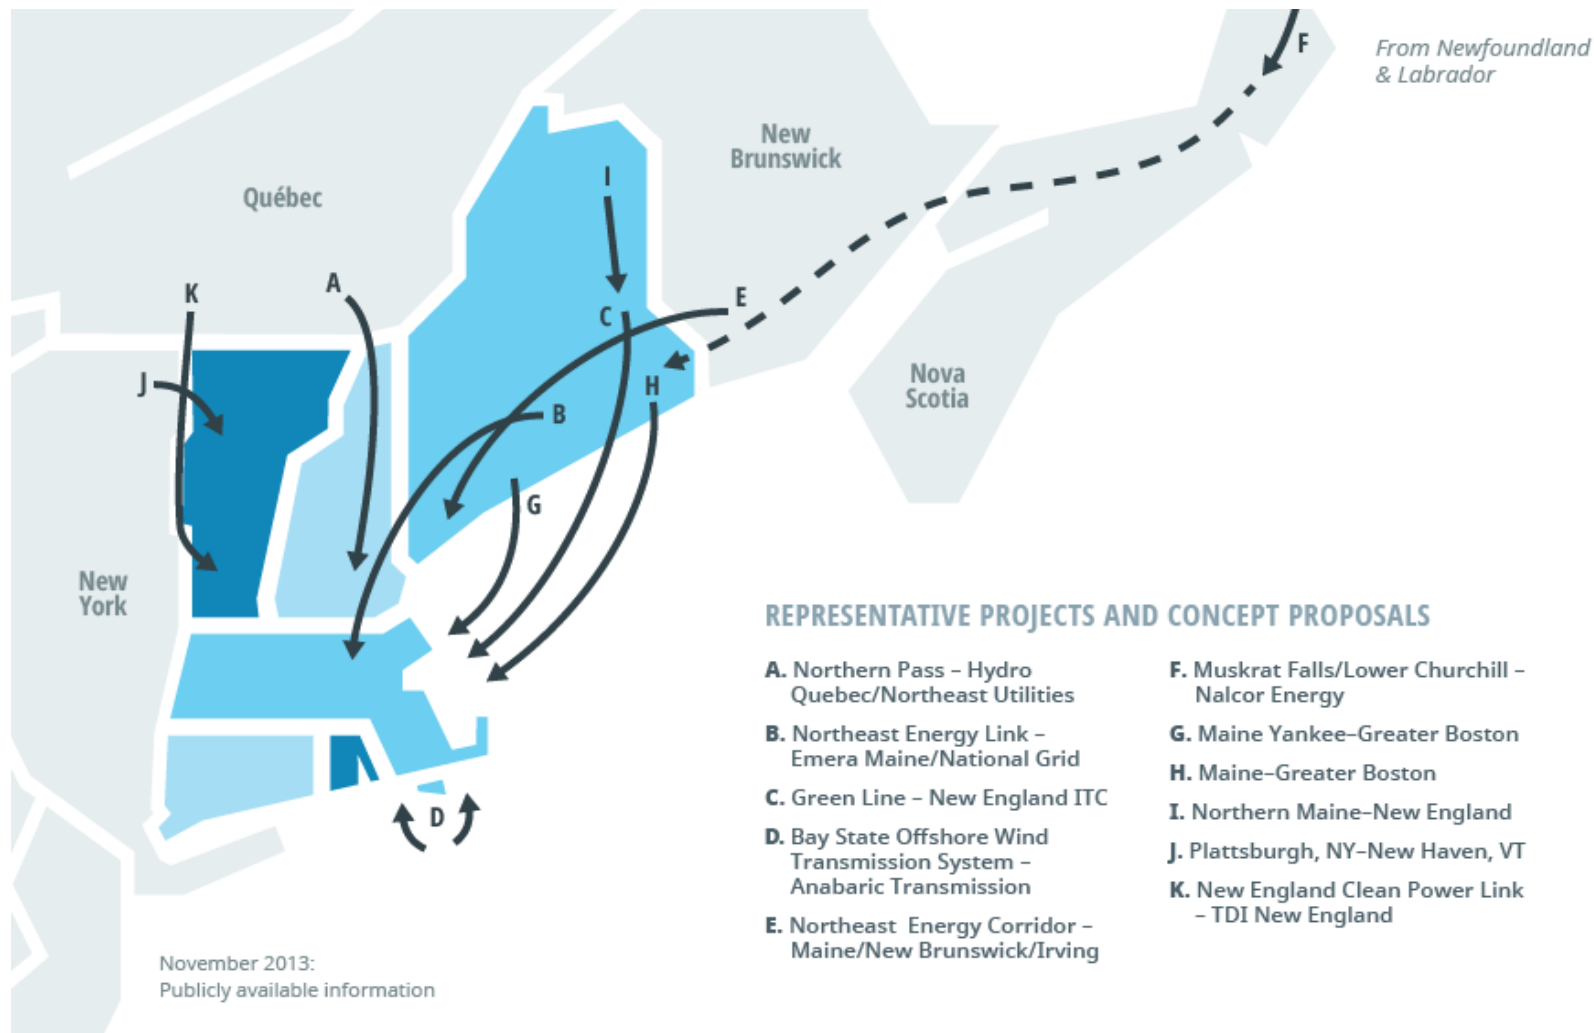 F
From Newfoundland
& Labrador
New
Brunswick
I
Québec
A
K
E
C
J
H
Nova
Scotia
B
G
New
York
D
REPRESENTATIVE PROJECTS AND CONCEPT PROPOSALS
A. Northern Pass – Hydro
Quebec/Northeast Utilities
B. Northeast Energy Link –
Emera Maine/National Grid
C. Green Line – New England ITC
D. Bay State Offshore Wind
Transmission System –
Anabaric Transmission
E. Northeast Energy Corridor –
Maine/New Brunswick/Irving
F. Muskrat Falls/Lower Churchill –
Nalcor Energy
G. Maine Yankee–Greater Boston
H. Maine–Greater Boston
I. Northern Maine–New England
J. Plattsburgh, NY–New Haven, VT
K. New England Clean Power Link
– TDI New England
November 2013:
Publicly available information